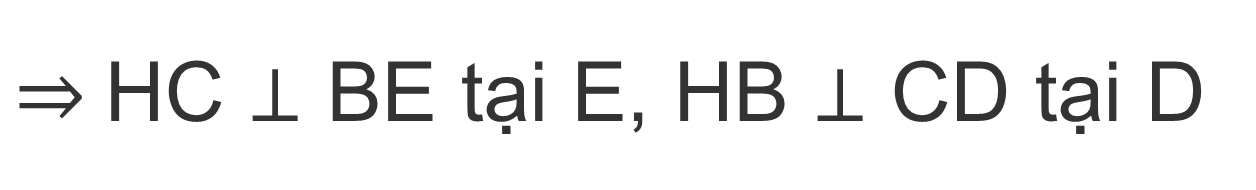 ⇒ HC ⊥ BE tại E, HB ⊥ CD tại D